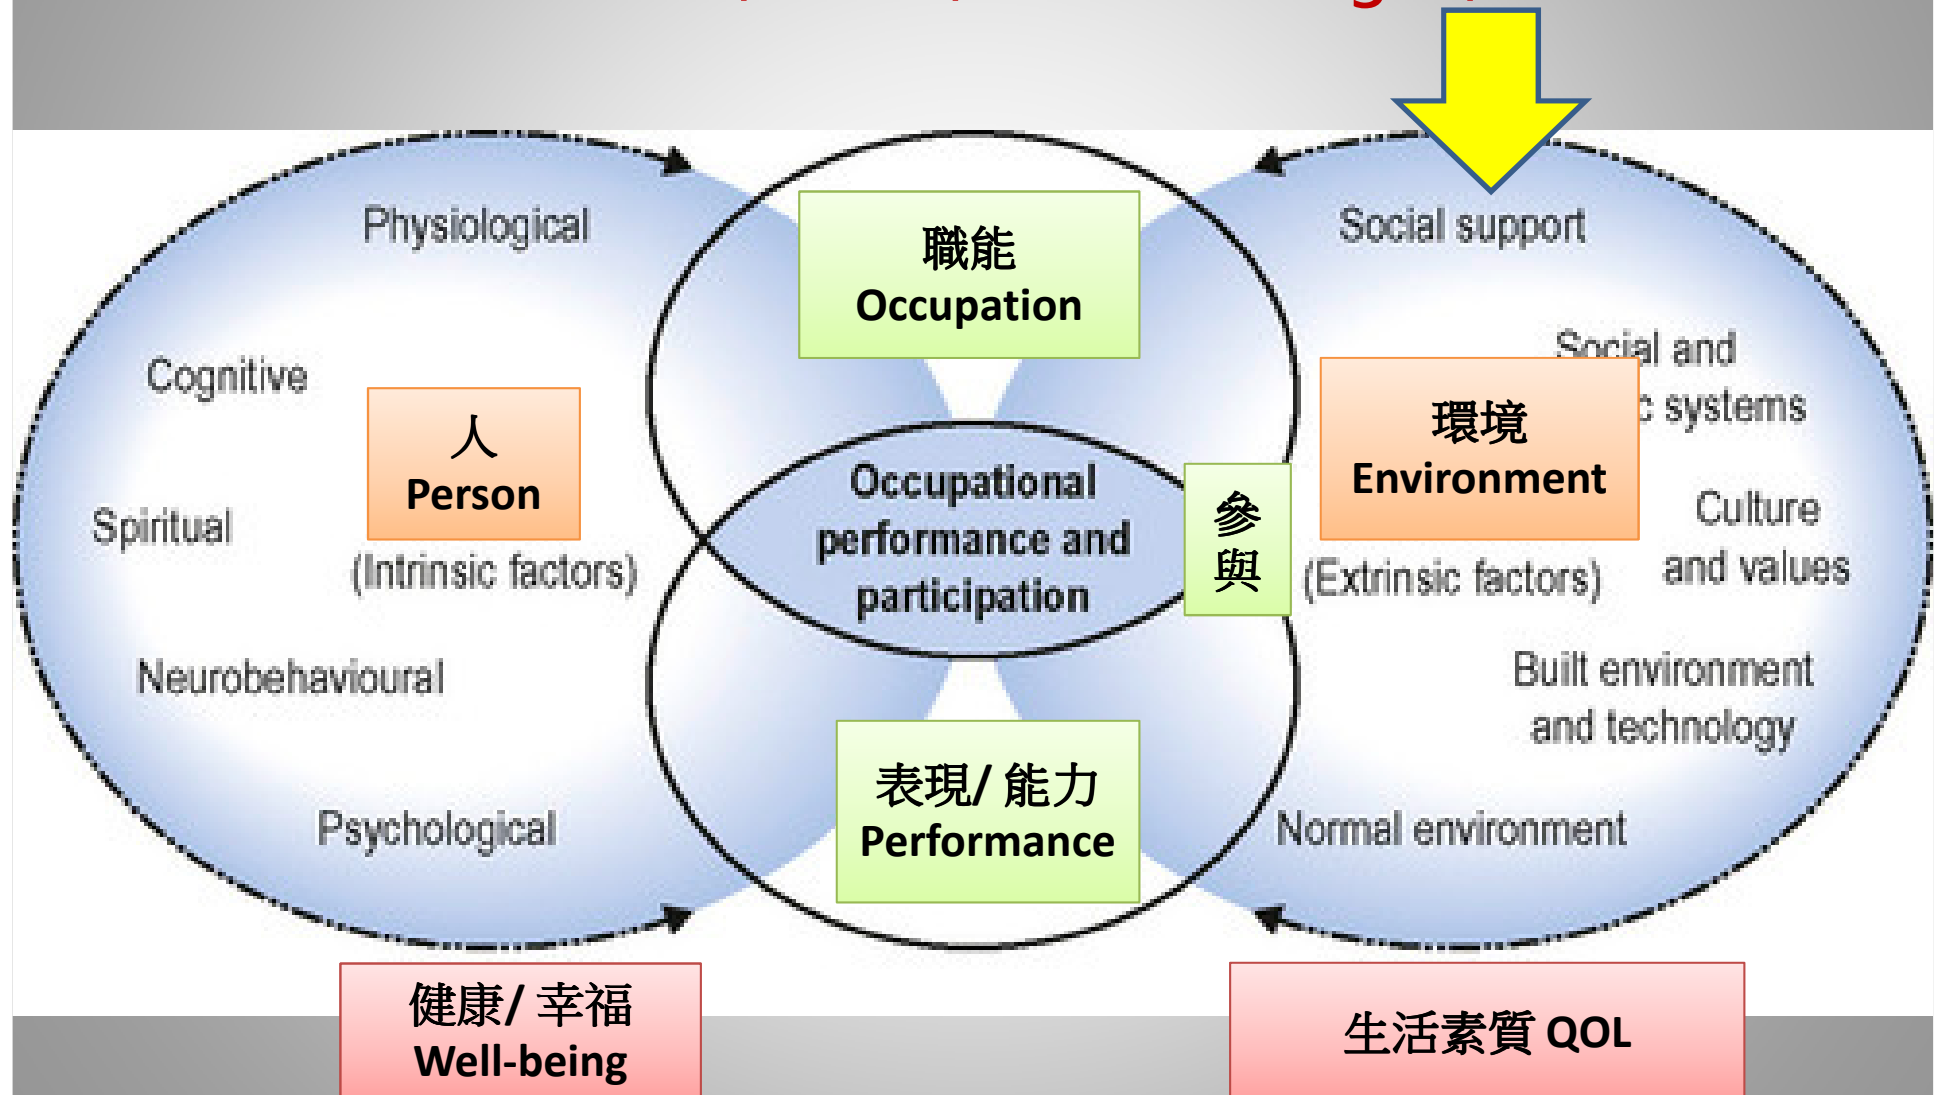 Physiological
職能
Occupation
Social support
Cognitive
Social and
systems
人
Person
環境
Environment
Occupational
performance and
participation
參
與
Spiritual
Culture
and values
(Intrinsic factors)
(Extrinsic factors)
Neurobehavioural
Built environment
and technology
表現/ 能力
Performance
Psychological
Normal environment
健康/ 幸福
Well-being
生活素質 QOL